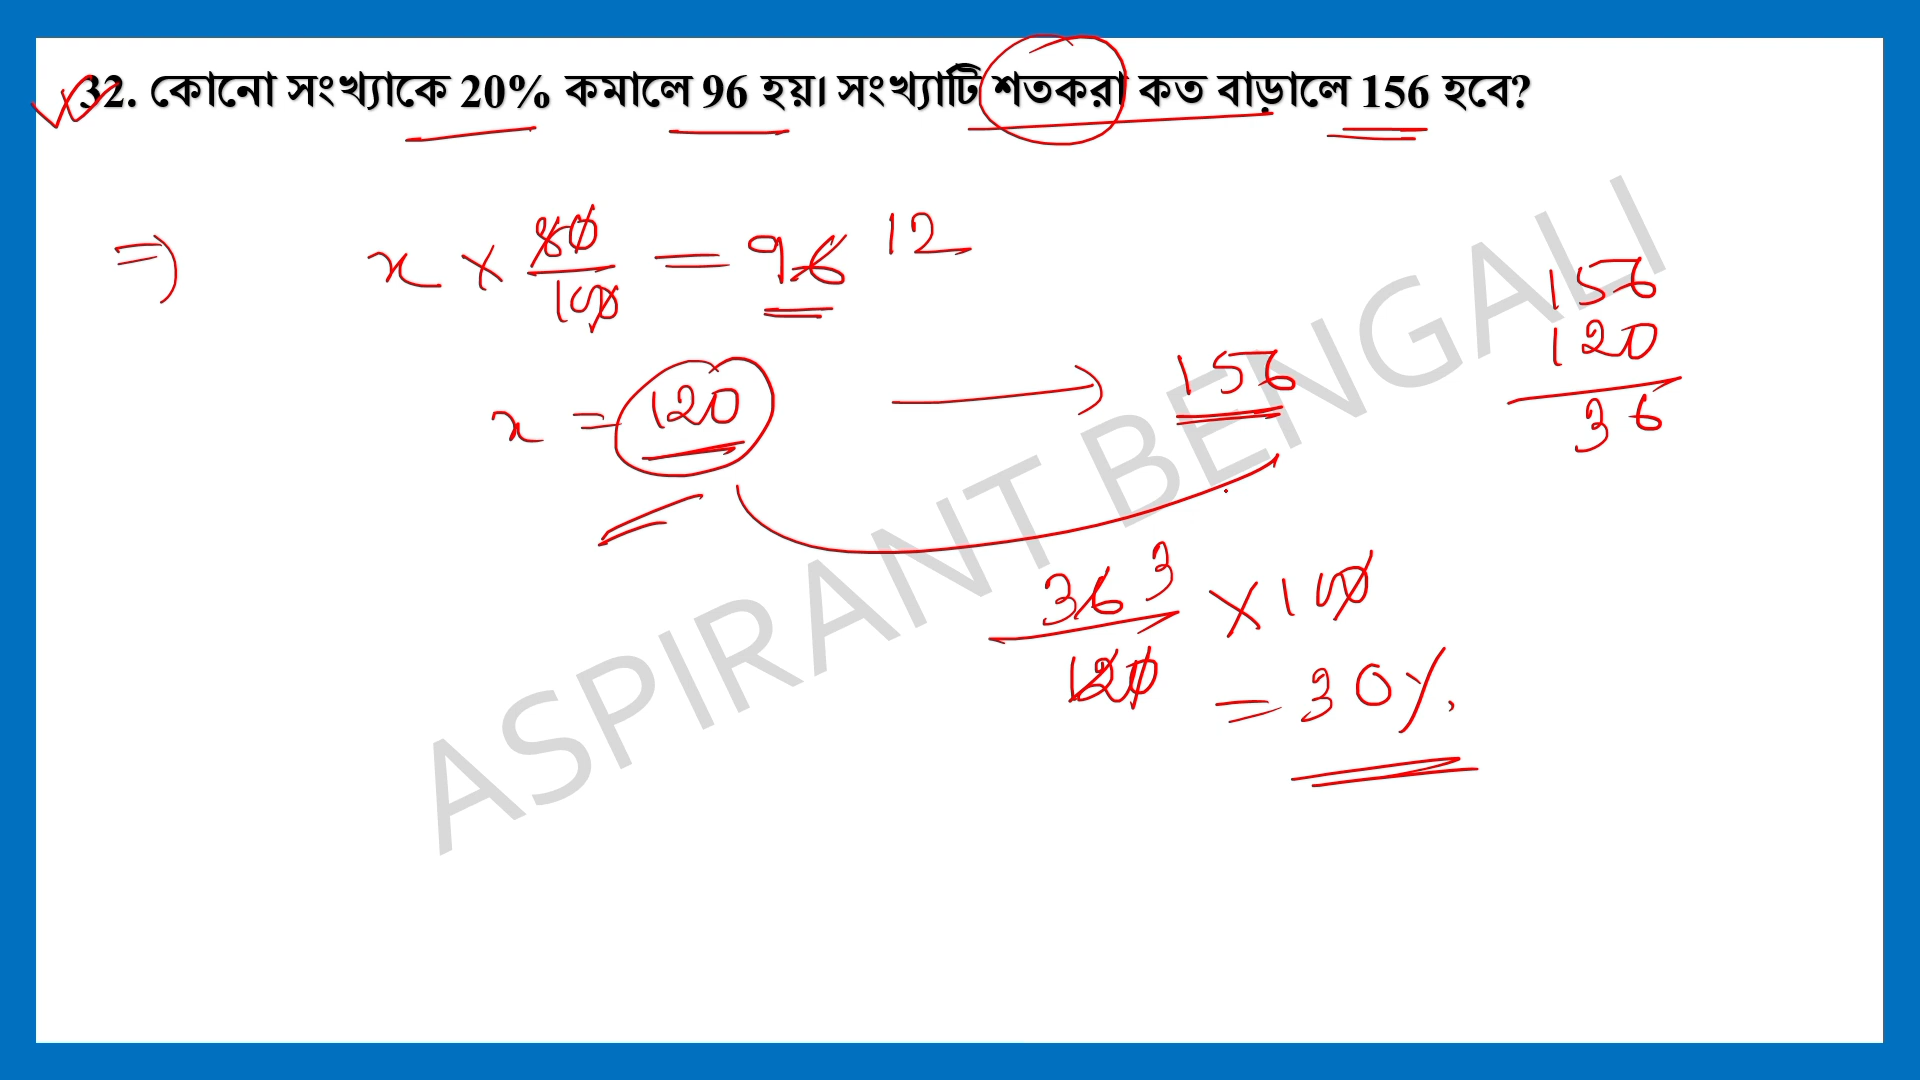 32. কোনো সংখ্যাকে 20% কমালে 96 হয়। সংখ্যাটি শতকরা কত বাড়ালে 156 হবে?
⇒ x × 80/100 = 96 12
x = 120 → 156
156
120
36
36/120 3 × 100
= 30%.
ASPIRANT BENGALI